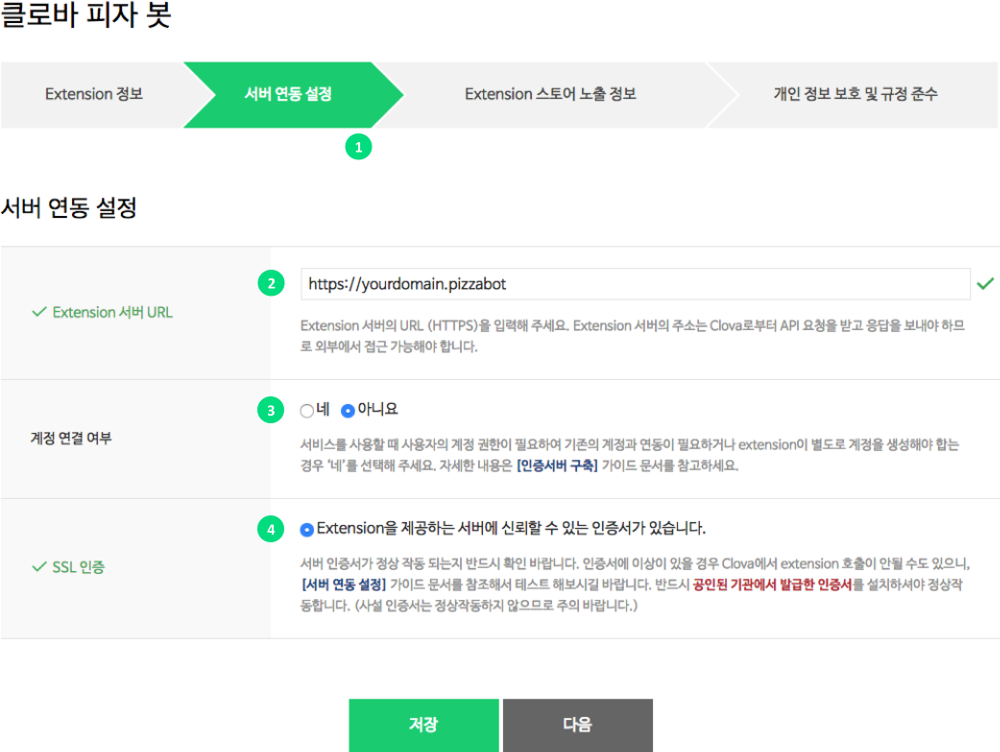 클로바 피자 봇
Extension 정보
서버 연동 설정
Extension 스토어 노출 정보
개인 정보 보호 및 규정 준수
1
서버 연동 설정
2
https://yourdomain.pizzabot
Extension 서버 URL
Extension 서버의 URL (HTTPS)을 입력해 주세요. Extension 서버의 주소는 Clova로부터 API 요청을 받고 응답을 보내야 하므
로 외부에서 접근 가능해야 합니다.
3
네 아니요
계정 연결 여부
서비스를 사용할 때 사용자의 계정 권한이 필요하여 기존의 계정과 연동이 필요하거나 extension이 별도로 계정을 생성해야 합는
경우 '네'를 선택해 주세요. 자세한 내용은 [인증서버 구축] 가이드 문서를 참고하세요.
4
Extension을 제공하는 서버에 신뢰할 수 있는 인증서가 있습니다.
SSL 인증
서버 인증서가 정상 작동 되는지 반드시 확인 바랍니다. 인증서에 이상이 있을 경우 Clova에서 extension 호출이 안될 수도 있으니,
[서버 연동 설정] 가이드 문서를 참조해서 테스트 해보시길 바랍니다. 반드시 공인된 기관에서 발급한 인증서를 설치하셔야 정상작
동합니다. (사설 인증서는 정상작동하지 않으므로 주의 바랍니다.)
저장
다음